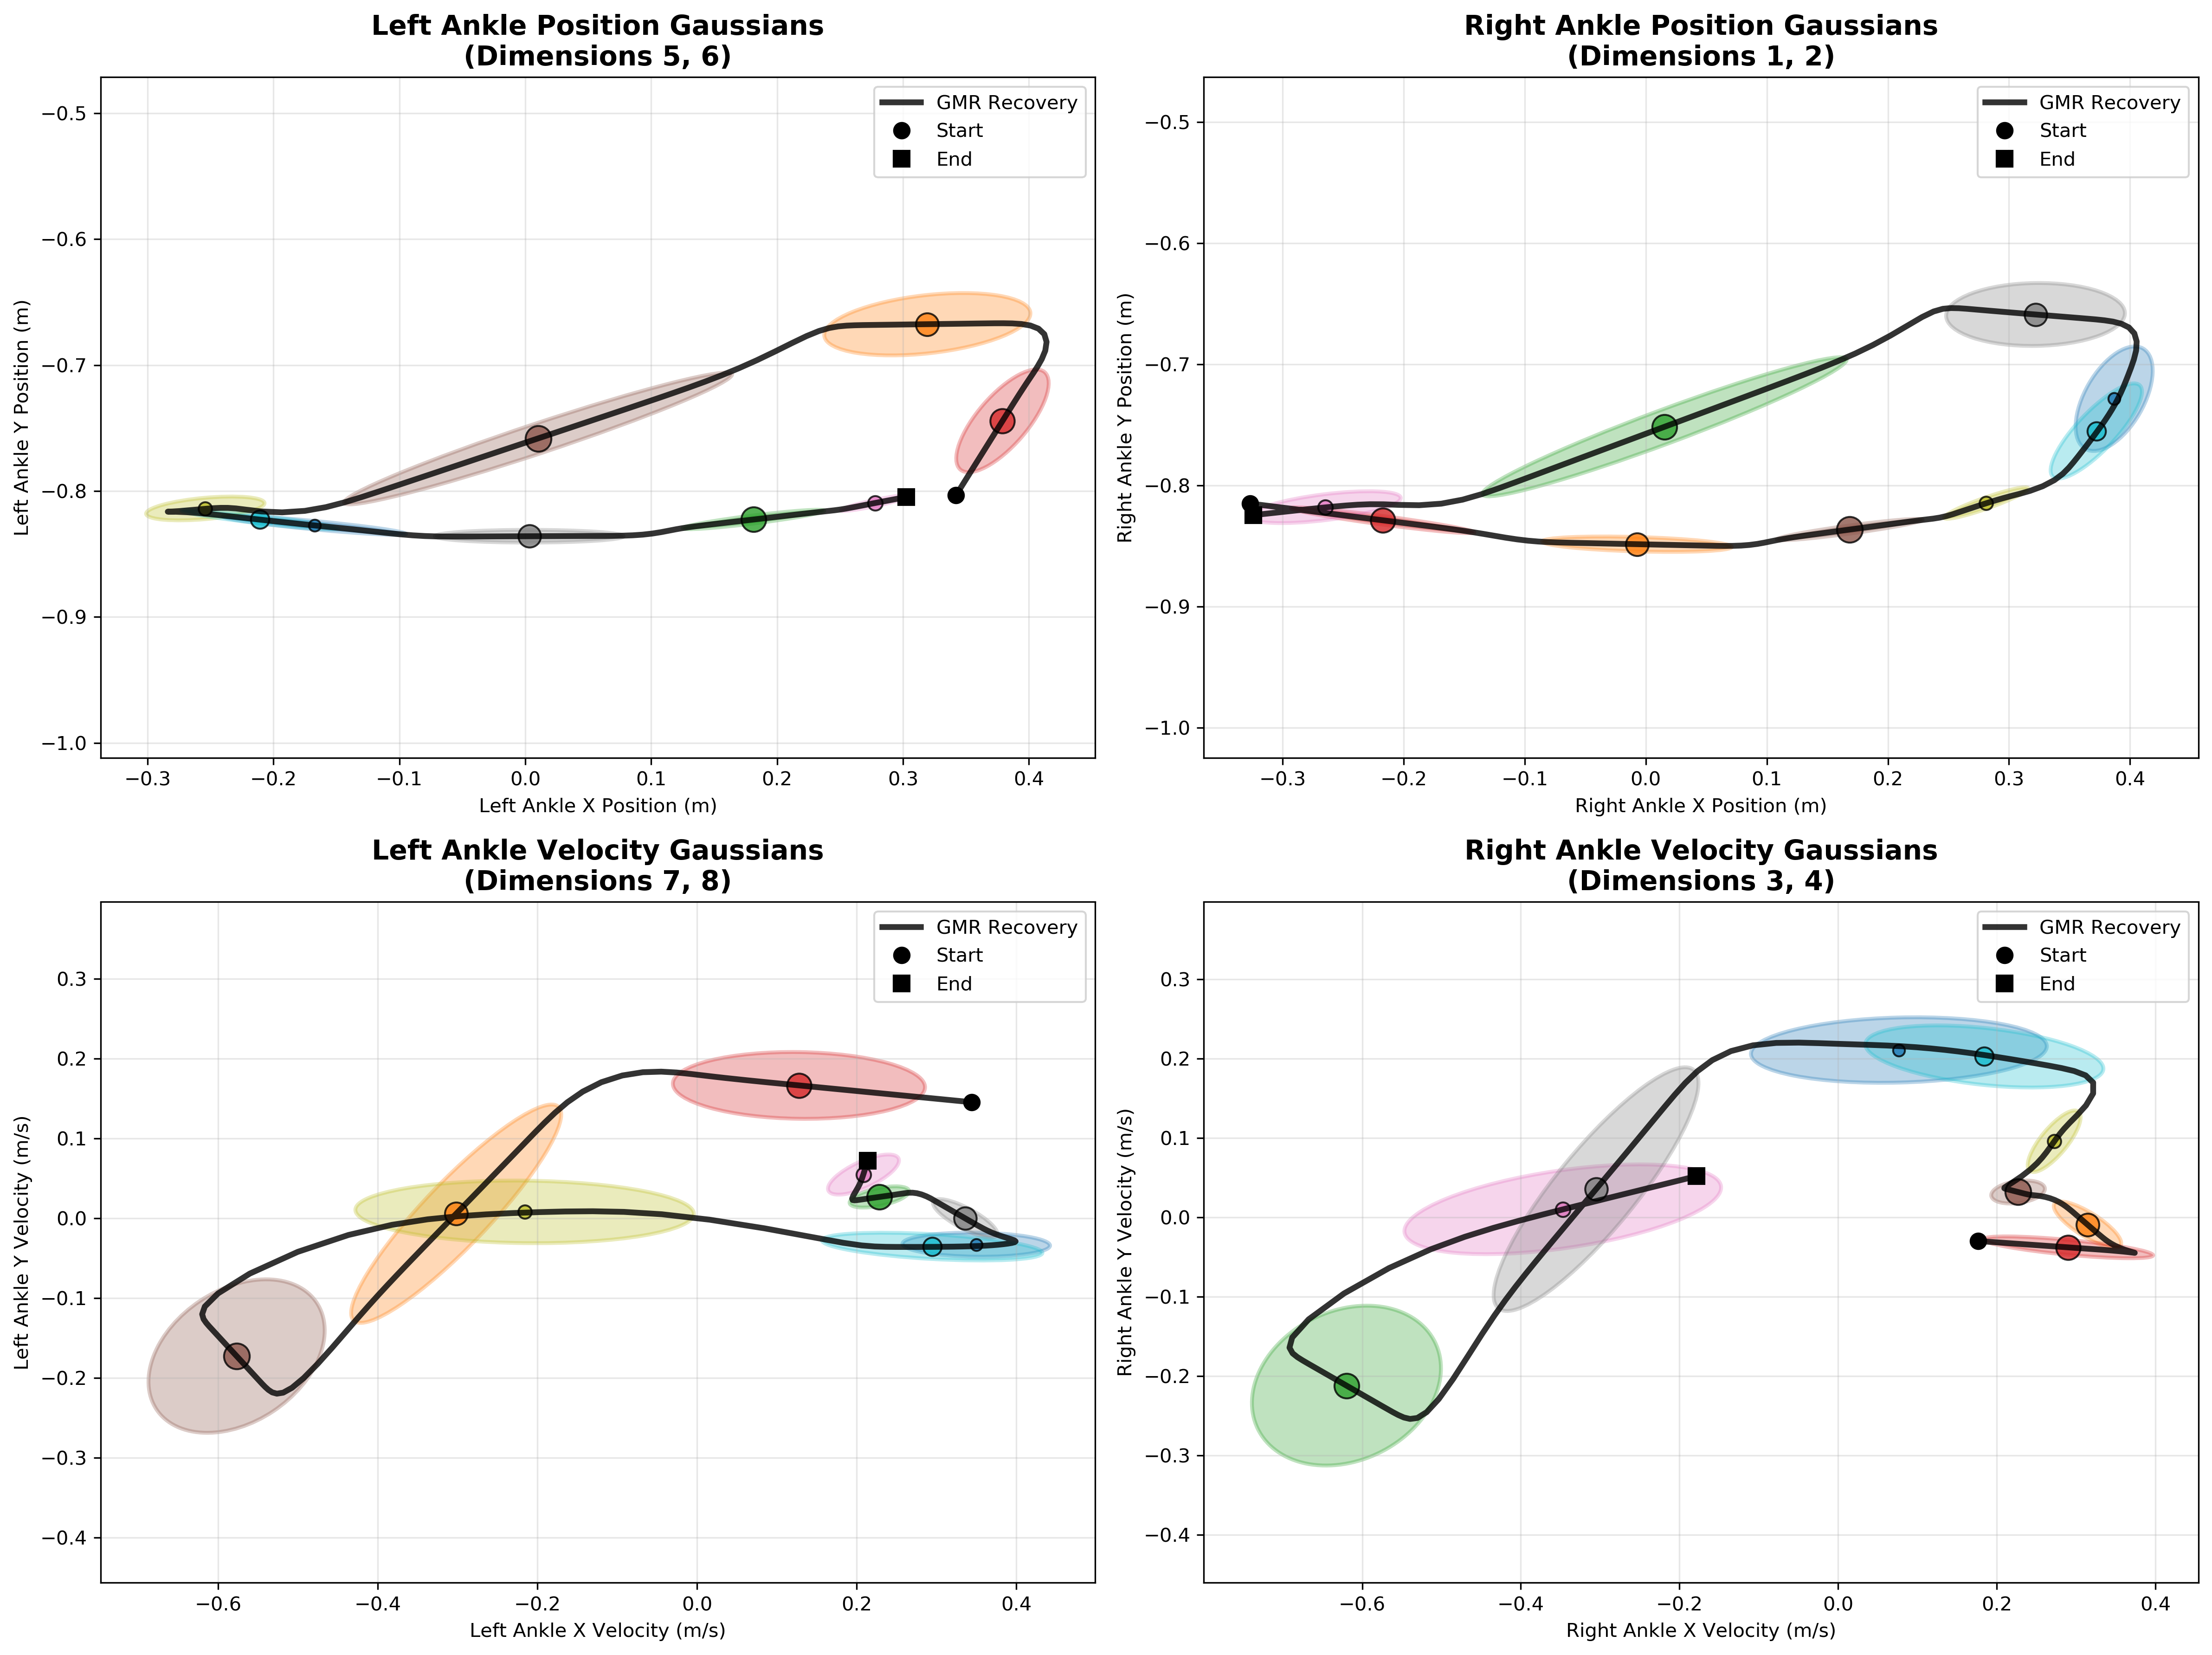 Left Ankle Position Gaussians
(Dimensions 5, 6)
GMR Recovery
Start
End
−0.5
−0.6
−0.7
−0.8
−0.9
−1.0
Left Ankle Y Position (m)
−0.3 −0.2 −0.1 0.0 0.1 0.2 0.3 0.4
Left Ankle X Position (m)
Right Ankle Position Gaussians
(Dimensions 1, 2)
GMR Recovery
Start
End
−0.5
−0.6
−0.7
−0.8
−0.9
−1.0
Right Ankle Y Position (m)
−0.3 −0.2 −0.1 0.0 0.1 0.2 0.3 0.4
Right Ankle X Position (m)
Left Ankle Velocity Gaussians
(Dimensions 7, 8)
GMR Recovery
Start
End
0.3
0.2
0.1
0.0
−0.1
−0.2
−0.3
−0.4
Left Ankle Y Velocity (m/s)
−0.6 −0.4 −0.2 0.0 0.2 0.4
Left Ankle X Velocity (m/s)
Right Ankle Velocity Gaussians
(Dimensions 3, 4)
GMR Recovery
Start
End
0.3
0.2
0.1
0.0
−0.1
−0.2
−0.3
−0.4
Right Ankle Y Velocity (m/s)
−0.6 −0.4 −0.2 0.0 0.2 0.4
Right Ankle X Velocity (m/s)